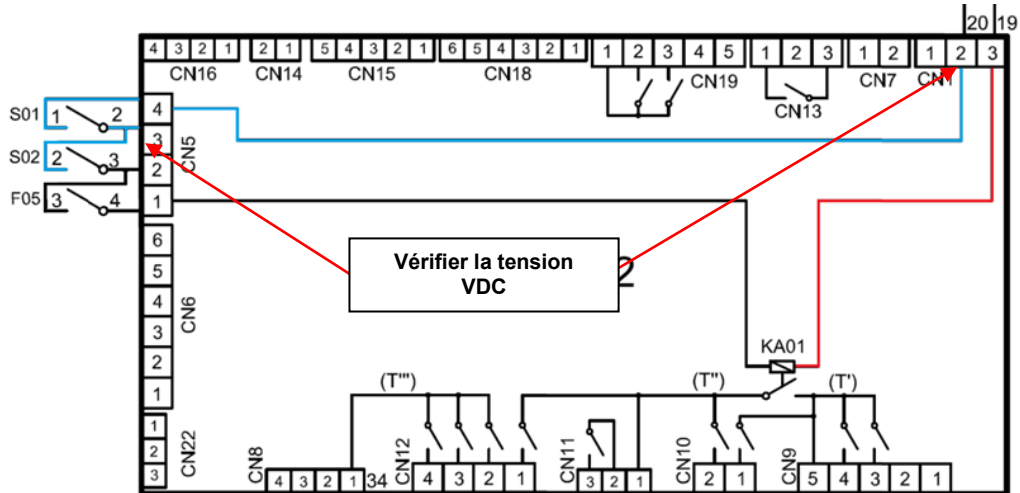 20 19
4 3 2 1 2 1 5 4 3 2 1 6 5 4 3 2 1 1 2 3 4 5 1 2 3 1 2 1 2 3
CN16 CN14 CN15 CN18 CN19 CN13 CN7 CN1
S01 1 2 4
S02 2 3 3
F05 3 4 2
1
CN5
6
5
4
3
2
1
CN6
Vérifier la tension
VDC
2
KA01
(T''') (T'') (T')
1
2
3
CN22
CN8 4 3 2 1 34 CN12 4 3 2 1 CN11 3 2 1 CN10 2 1 CN9 5 4 3 2 1